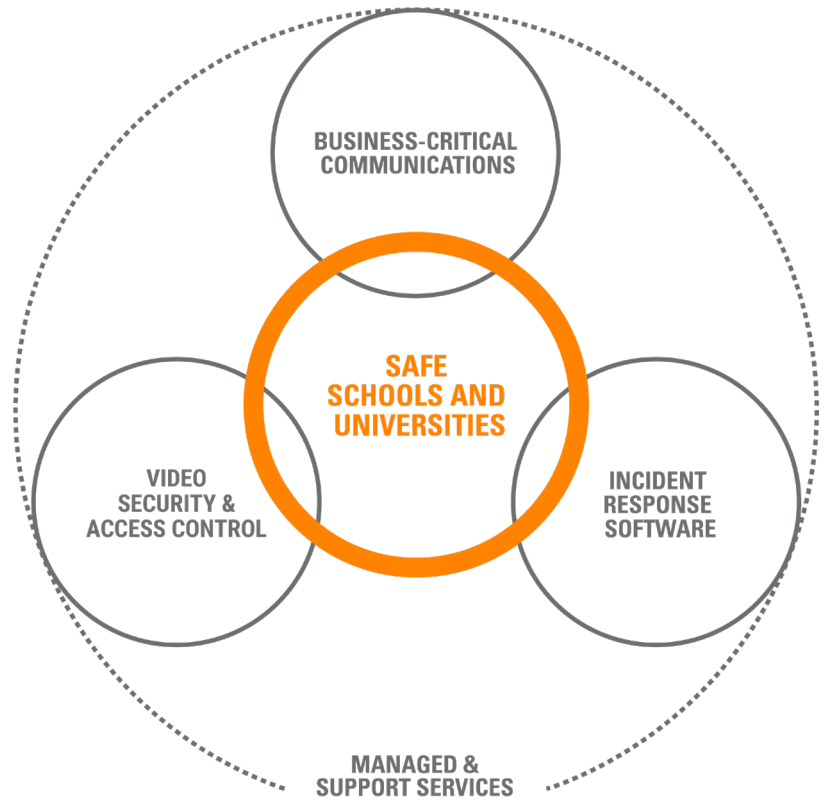 BUSINESS-CRITICAL
COMMUNICATIONS
SAFE
SCHOOLS AND
UNIVERSITIES
VIDEO
SECURITY &
ACCESS CONTROL
INCIDENT
RESPONSE
SOFTWARE
MANAGED &
SUPPORT SERVICES